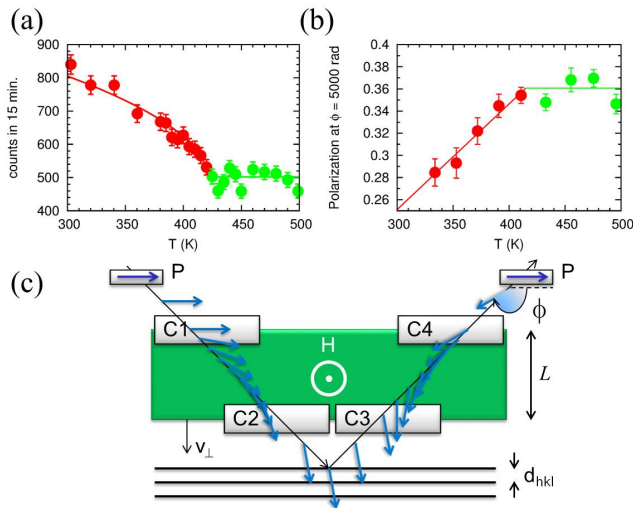 (a)
counts in 15 min.
900
800
700
600
500
400
300 350 400 450 500
T (K)
(b)
Polarization at ϕ = 5000 rad
0.4
0.38
0.36
0.34
0.32
0.3
0.28
0.26
300 350 400 450 500
T (K)
(c)
P
P
C1
C4
ϕ
H
L
C2
C3
v⊥
d_hkl